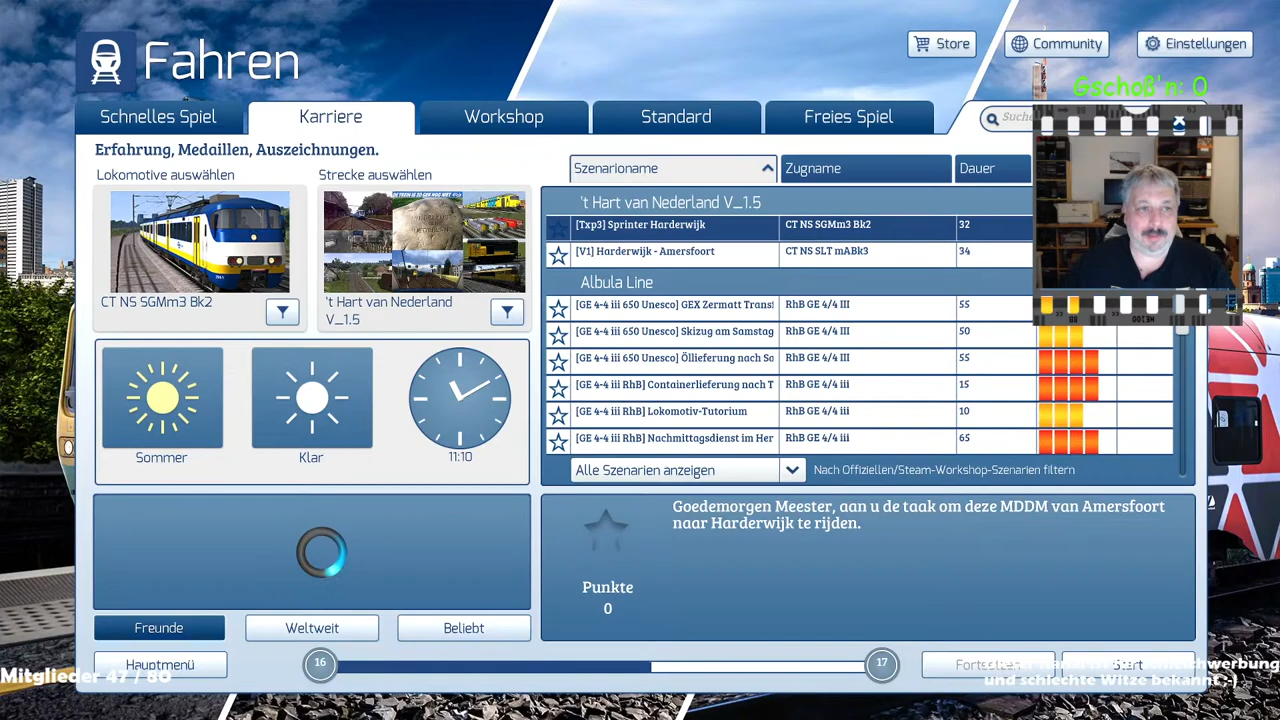 Fahren
Store
Community
Einstellungen
Gschoß'n: 0
Schnelles Spiel
Karriere
Workshop
Standard
Freies Spiel
Suche
Erfahrung, Medaillen, Auszeichnungen.
Lokomotive auswählen
Strecke auswählen
CT NS SGMm3 Bk2
't Hart van Nederland
V_1.5
Szenarioname
Zugname
Dauer
't Hart van Nederland V_1.5
[Txp3] Sprinter Harderwijk CT NS SGMm3 Bk2 32
[V1] Harderwijk - Amersfoort CT NS SLT mABk3 34
Albula Line
[GE 4-4 iii 650 Unesco] GEX Zermatt RhB GE 4/4 III 55
[GE 4-4 iii 650 Unesco] Skizug am Samstag RhB GE 4/4 III 50
[GE 4-4 iii 650 Unesco] Öllieferung nach RhB GE 4/4 III 55
[GE 4-4 iii RhB] Containerlieferung nach T RhB GE 4/4 iii 15
[GE 4-4 iii RhB] Lokomotiv-Tutorium RhB GE 4/4 iii 10
[GE 4-4 iii RhB] Nachmittagsdienst im Her RhB GE 4/4 iii 65
Alle Szenarien anzeigen
Nach Offiziellen/Steam-Workshop-Szenarien filtern
Sommer
Klar
11:10
Goedemorgen Meester, aan u de taak om deze MDDM van Amersfoort
naar Harderwijk te rijden.
Punkte
0
Freunde
Weltweit
Beliebt
Hauptmenü
16
17
Mitglieder 47 / 80
und schlechte Witze bekannt ;-)